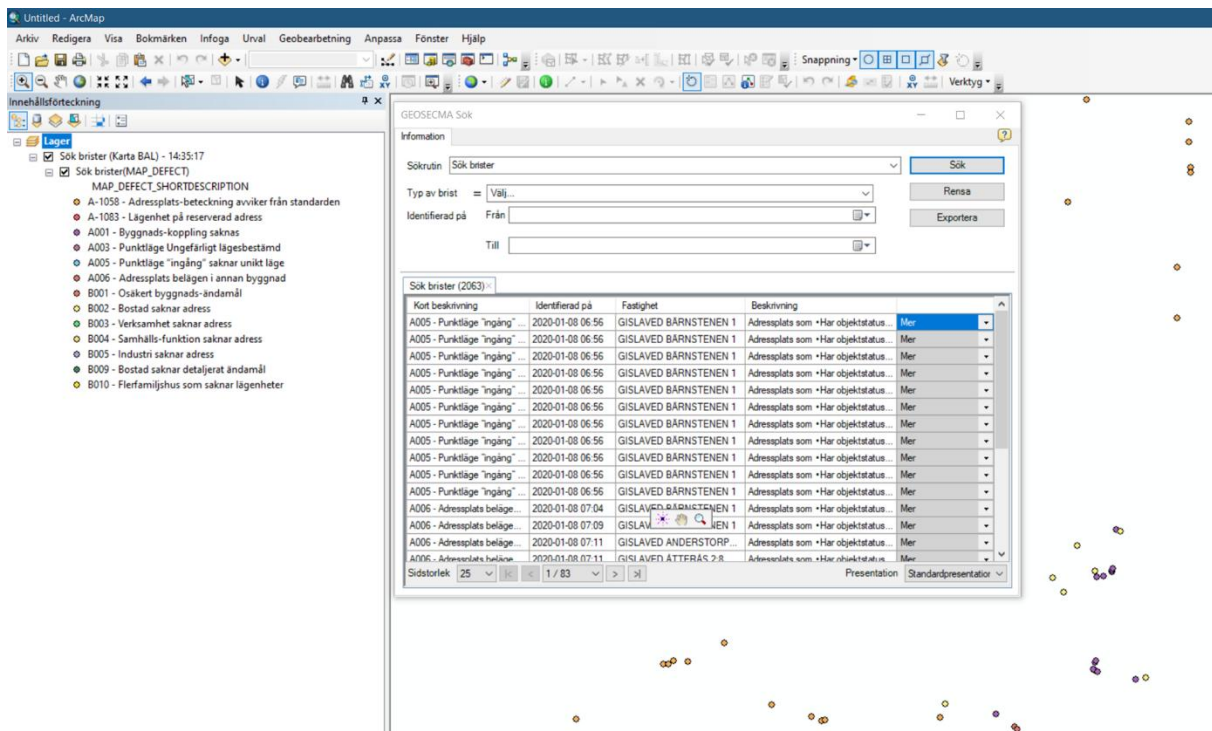 Untitled - ArcMap
Arkiv Redigera Visa Bokmärken Infoga Urval Geobearbetning Anpassa Fönster Hjälp
Snappning
Verktyg
Innehållsförteckning
Lager
Sök brister (Karta BAL) - 14:35:17
Sök brister(MAP_DEFECT)
MAP_DEFECT_SHORTDESCRIPTION
A-1058 - Adressplats-beteckning avviker från standarden
A-1083 - Lägenhet på reserverad adress
A001 - Byggnads-koppling saknas
A003 - Punktläge Ungefärligt lägesbestämd
A005 - Punktläge "ingång" saknar unikt läge
A006 - Adressplats belägen i annan byggnad
B001 - Osäkert byggnads-ändamål
B002 - Bostad saknar adress
B003 - Verksamhet saknar adress
B004 - Samhälls-funktion saknar adress
B005 - Industri saknar adress
B009 - Bostad saknar detaljerat ändamål
B010 - Flerfamiljshus som saknar lägenheter
GEOSECMA Sök
Information
Sökrutin Sök brister Sök
Typ av brist = Välj... Rensa
Identifierad på Från Exportera
Till
Sök brister (2063)
Kort beskrivning Identifierad på Fastighet Beskrivning
A005 - Punktläge "ingång" ... 2020-01-08 06:56 GISLAVED BÄRNSTENEN 1 Adressplats som •Har objektstatus... Mer
A005 - Punktläge "ingång" ... 2020-01-08 06:56 GISLAVED BÄRNSTENEN 1 Adressplats som •Har objektstatus... Mer
A005 - Punktläge "ingång" ... 2020-01-08 06:56 GISLAVED BÄRNSTENEN 1 Adressplats som •Har objektstatus... Mer
A005 - Punktläge "ingång" ... 2020-01-08 06:56 GISLAVED BÄRNSTENEN 1 Adressplats som •Har objektstatus... Mer
A005 - Punktläge "ingång" ... 2020-01-08 06:56 GISLAVED BÄRNSTENEN 1 Adressplats som •Har objektstatus... Mer
A005 - Punktläge "ingång" ... 2020-01-08 06:56 GISLAVED BÄRNSTENEN 1 Adressplats som •Har objektstatus... Mer
A005 - Punktläge "ingång" ... 2020-01-08 06:56 GISLAVED BÄRNSTENEN 1 Adressplats som •Har objektstatus... Mer
A005 - Punktläge "ingång" ... 2020-01-08 06:56 GISLAVED BÄRNSTENEN 1 Adressplats som •Har objektstatus... Mer
A005 - Punktläge "ingång" ... 2020-01-08 06:56 GISLAVED BÄRNSTENEN 1 Adressplats som •Har objektstatus... Mer
A005 - Punktläge "ingång" ... 2020-01-08 06:56 GISLAVED BÄRNSTENEN 1 Adressplats som •Har objektstatus... Mer
A005 - Punktläge "ingång" ... 2020-01-08 06:56 GISLAVED BÄRNSTENEN 1 Adressplats som •Har objektstatus... Mer
A006 - Adressplats beläge... 2020-01-08 07:04 GISLAVED BÄRNSTENEN 1 Adressplats som •Har objektstatus... Mer
A006 - Adressplats beläge... 2020-01-08 07:09 Adressplats som •Har objektstatus... Mer
A006 - Adressplats beläge... 2020-01-08 07:11 GISLAVED ANDERSTORP... Adressplats som •Har objektstatus... Mer
A006 - Adressplats beläge... 2020-01-08 07:11 GISLAVED ÅTTERÅS 2:8 Adressplats som •Har objektstatus... Mer
Sidstorlek 25 1 / 83 Presentation Standardpresentation